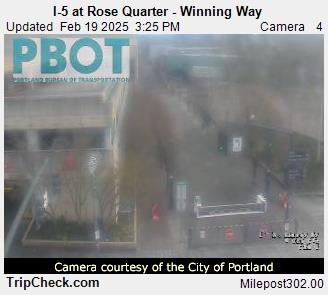 I-5 at Rose Quarter - Winning Way
Updated Feb 19 2025 3:25 PM Camera 4
PBOT
PORTLAND BUREAU OF TRANSPORTATION
Camera courtesy of the City of Portland
TripCheck.com Milepost302.00